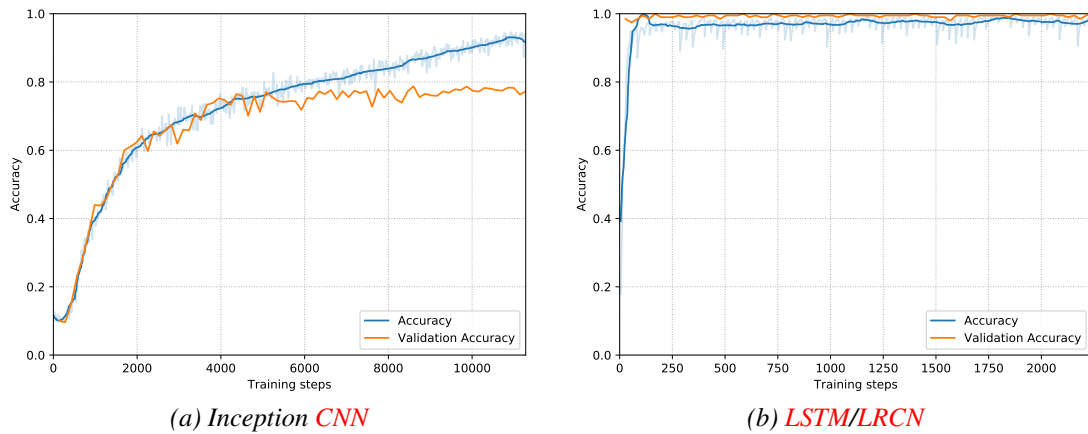 1.0
0.8
0.6
0.4
0.2
0.0
Accuracy
0
2000
4000
6000
8000
10000
Training steps
Accuracy
Validation Accuracy
(a) Inception CNN
1.0
0.8
0.6
0.4
0.2
0.0
Accuracy
0
250
500
750
1000
1250
1500
1750
2000
Training steps
Accuracy
Validation Accuracy
(b) LSTM/LRCN